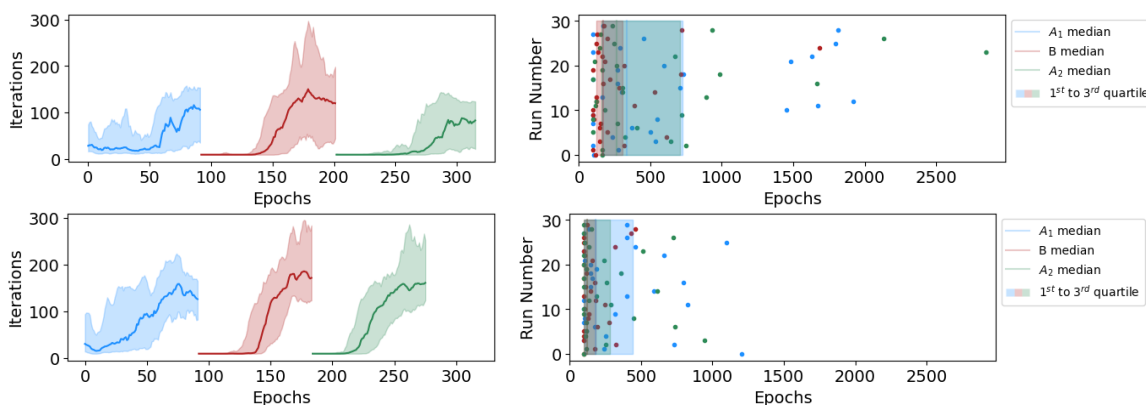 300
200
100
0
Iterations
0 50 100 150 200 250 300
Epochs
30
20
10
0
Run Number
0 500 1000 1500 2000 2500
Epochs
A₁ median
B median
A₂ median
1ˢᵗ to 3ʳᵈ quartile
300
200
100
0
Iterations
0 50 100 150 200 250 300
Epochs
30
20
10
0
Run Number
0 500 1000 1500 2000 2500
Epochs
A₁ median
B median
A₂ median
1ˢᵗ to 3ʳᵈ quartile